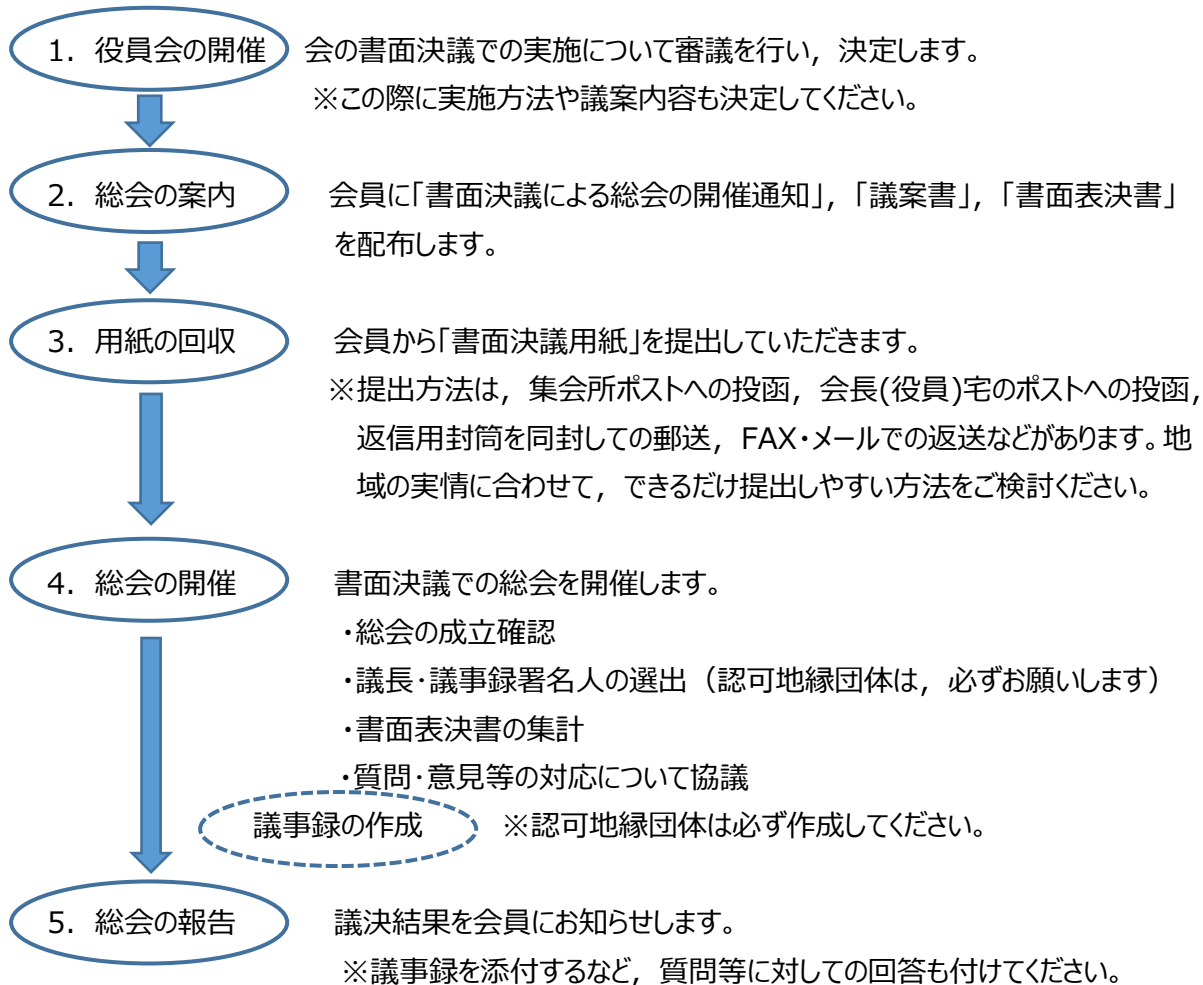 1. 役員会の開催 会の書面決議での実施について審議を行い，決定します。
※この際に実施方法や議案内容も決定してください。
2. 総会の案内 会員に「書面決議による総会の開催通知」，「議案書」，「書面表決書」
を配布します。
3. 用紙の回収 会員から「書面決議用紙」を提出していただきます。
※提出方法は，集会所ポストへの投函，会長(役員)宅のポストへの投函，
返信用封筒を同封しての郵送，FAX・メールでの返送などがあります。地
域の実情に合わせて，できるだけ提出しやすい方法をご検討ください。
4. 総会の開催 書面決議での総会を開催します。
・総会の成立確認
・議長・議事録署名人の選出（認可地縁団体は，必ずお願いします）
・書面表決書の集計
・質問・意見等の対応について協議
議事録の作成 ※認可地縁団体は必ず作成してください。
5. 総会の報告 議決結果を会員にお知らせします。
※議事録を添付するなど，質問等に対しての回答も付けてください。